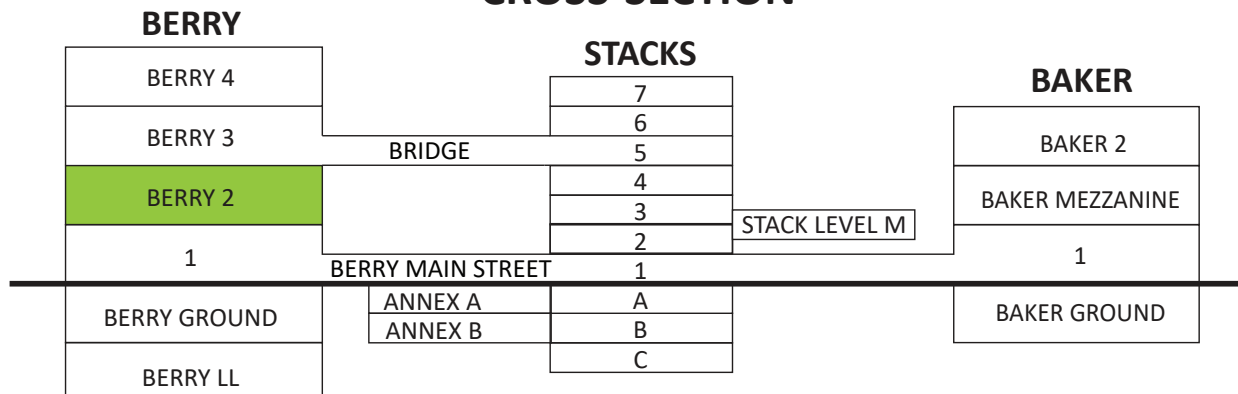 CROSS-SECTION
BERRY
BERRY 4
BERRY 3
BERRY 2
1
BERRY GROUND
BERRY LL
BRIDGE
BERRY MAIN STREET
ANNEX A
ANNEX B
STACKS
7
6
5
4
3
2
1
A
B
C
STACK LEVEL M
BAKER
BAKER 2
BAKER MEZZANINE
1
BAKER GROUND